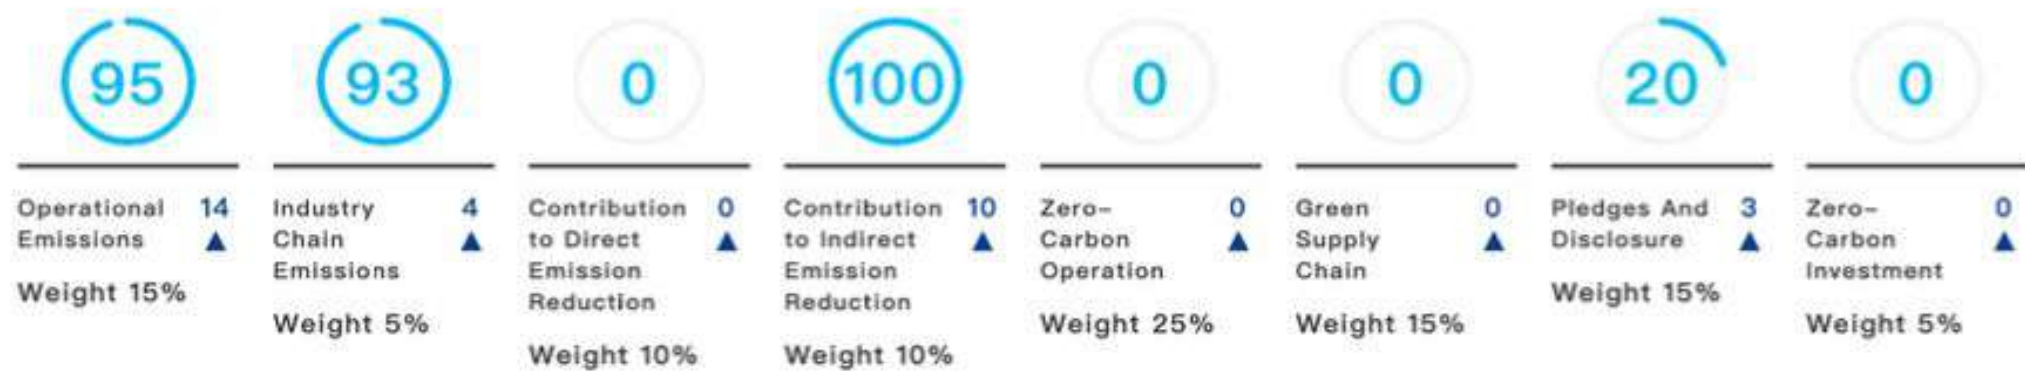 95
Operational 14
Emissions ▲
Weight 15%
93
Industry 4
Chain ▲
Emissions
Weight 5%
0
Contribution 0
to Direct ▲
Emission
Reduction
Weight 10%
100
Contribution 10
to Indirect ▲
Emission
Reduction
Weight 10%
0
Zero- 0
Carbon ▲
Operation
Weight 25%
0
Green 0
Supply ▲
Chain
Weight 15%
20
Pledges And 3
Disclosure ▲
Weight 15%
0
Zero- 0
Carbon ▲
Investment
Weight 5%